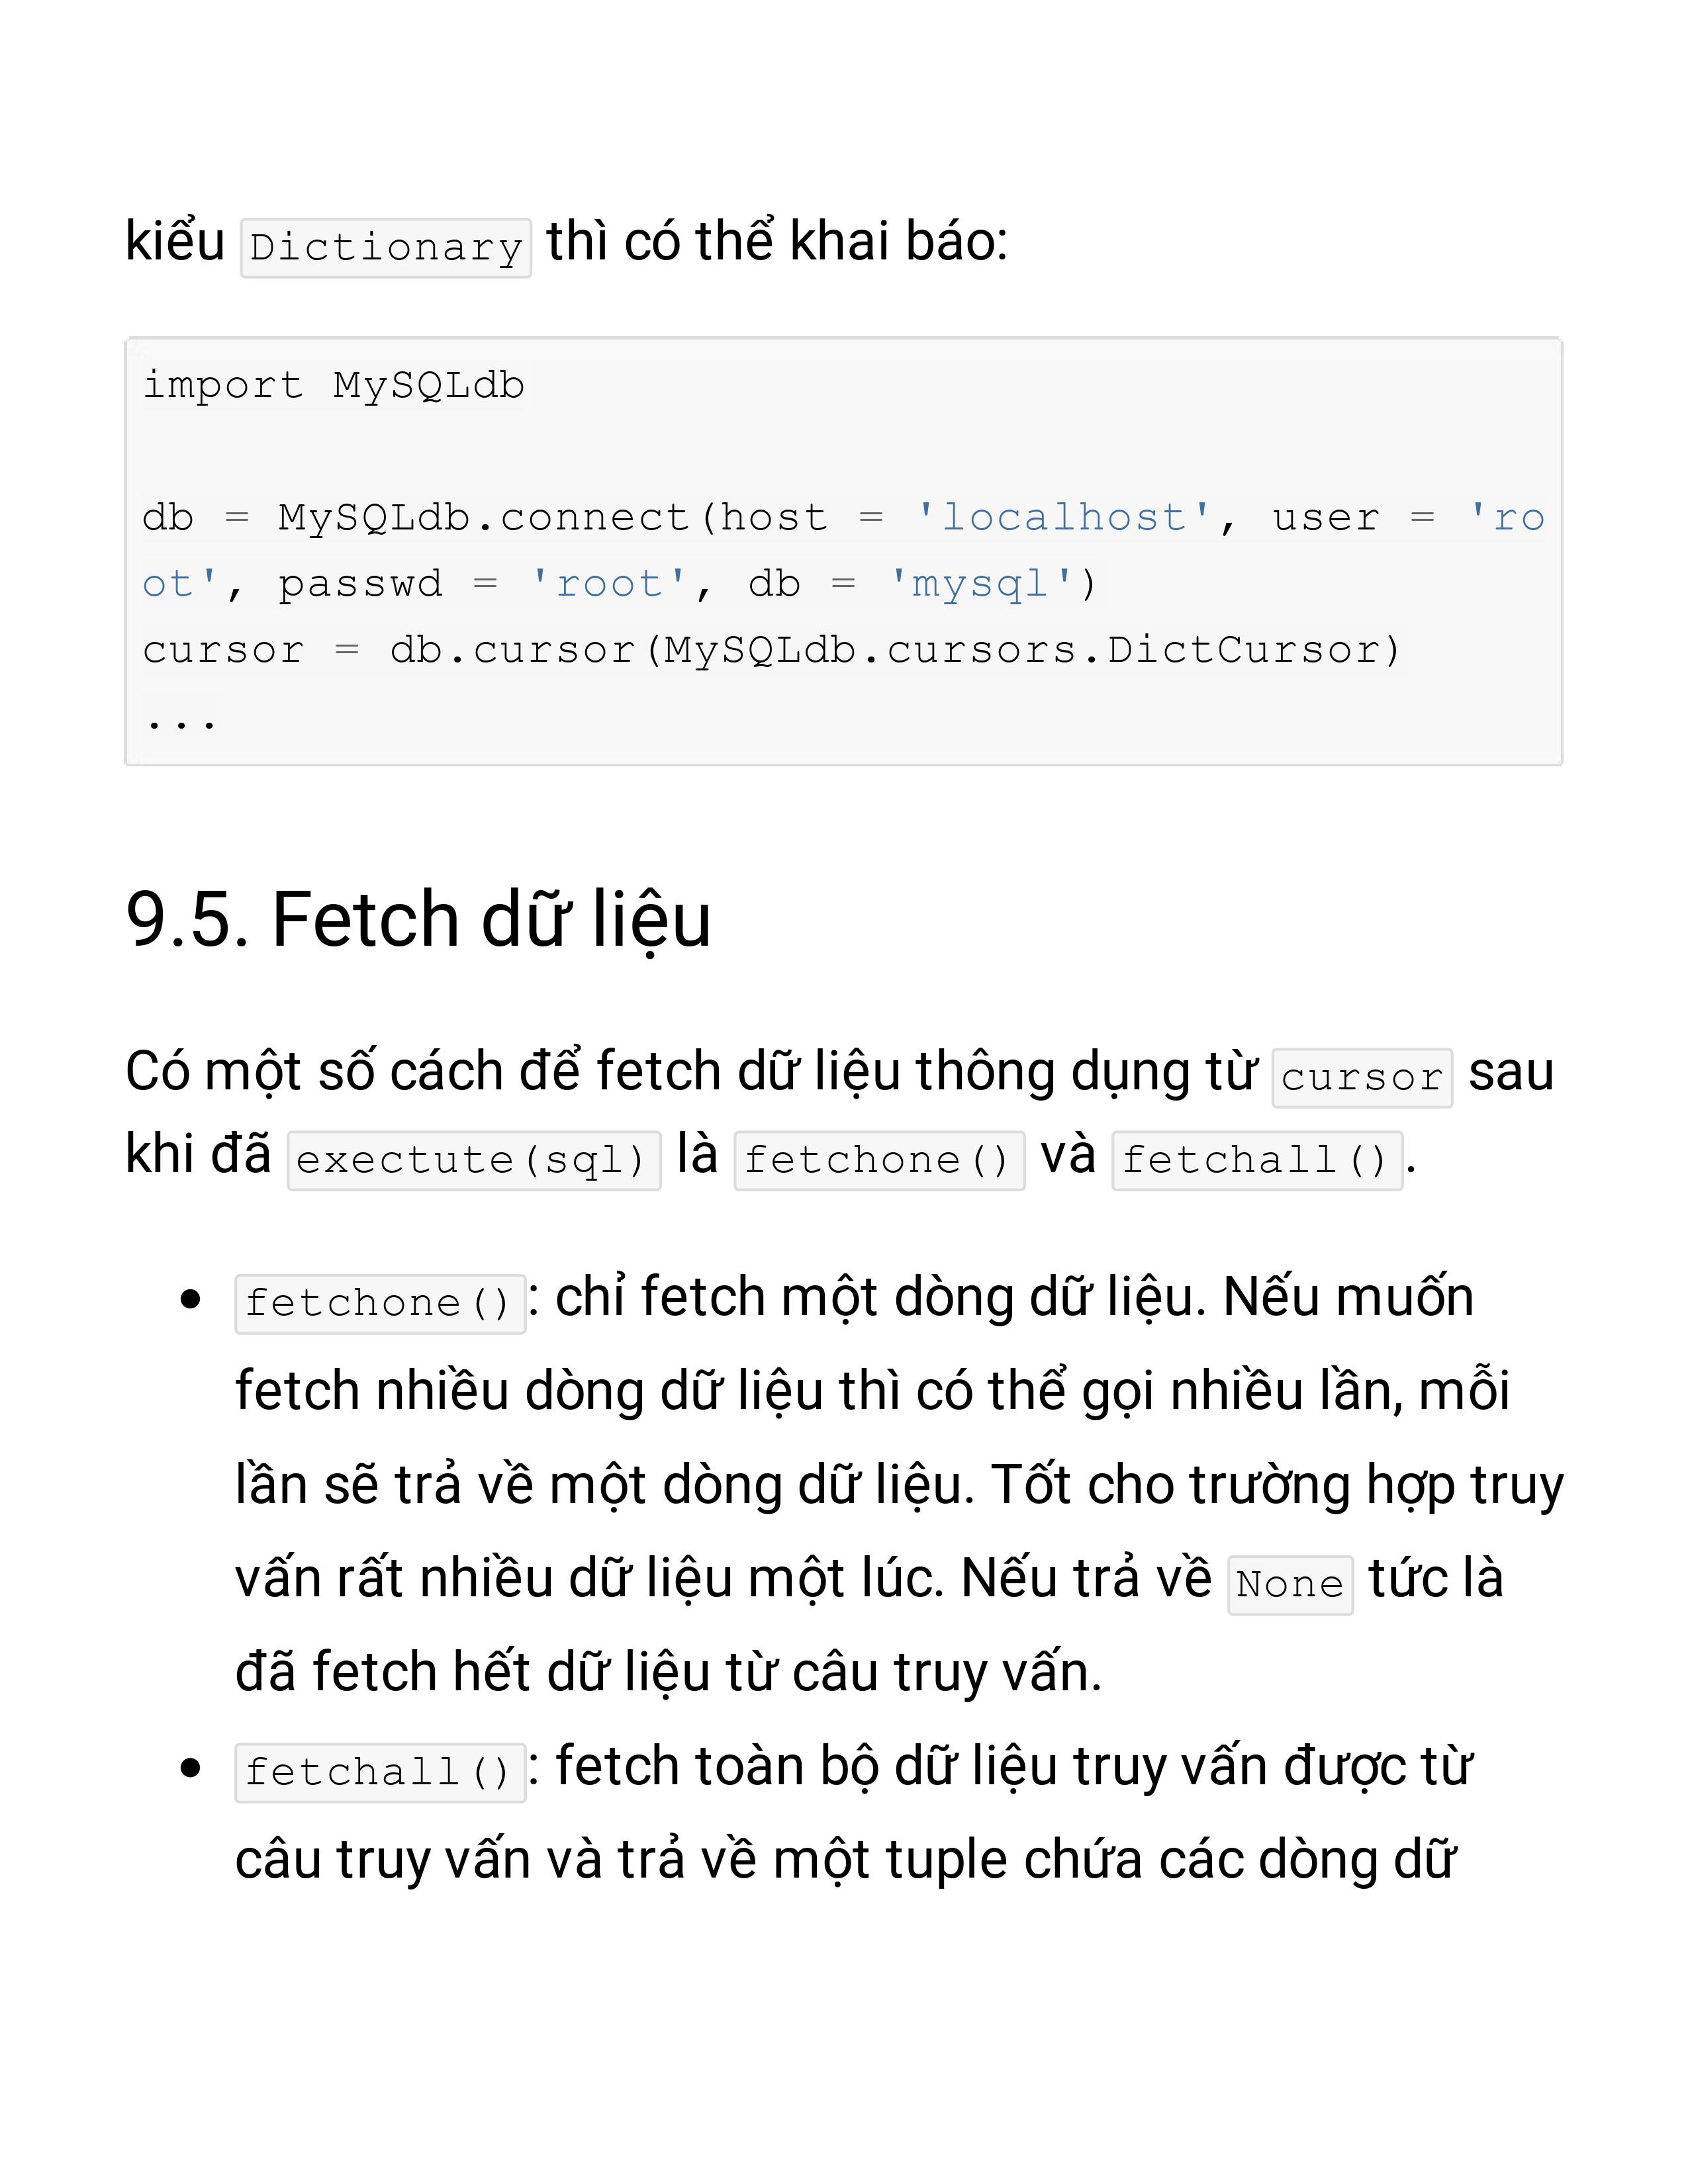 kiểu Dictionary thì có thể khai báo:
import MySQLdb
db = MySQLdb.connect(host = 'localhost', user = 'ro
ot', passwd = 'root', db = 'mysql')
cursor = db.cursor(MySQLdb.cursors.DictCursor)
...
9.5. Fetch dữ liệu
Có một số cách để fetch dữ liệu thông dụng từ cursor sau
khi đã exectute(sql) là fetchone() và fetchall().
• fetchone(): chỉ fetch một dòng dữ liệu. Nếu muốn
fetch nhiều dòng dữ liệu thì có thể gọi nhiều lần, mỗi
lần sẽ trả về một dòng dữ liệu. Tốt cho trường hợp truy
vấn rất nhiều dữ liệu một lúc. Nếu trả về None tức là
đã fetch hết dữ liệu từ câu truy vấn.
• fetchall(): fetch toàn bộ dữ liệu truy vấn được từ
câu truy vấn và trả về một tuple chứa các dòng dữ